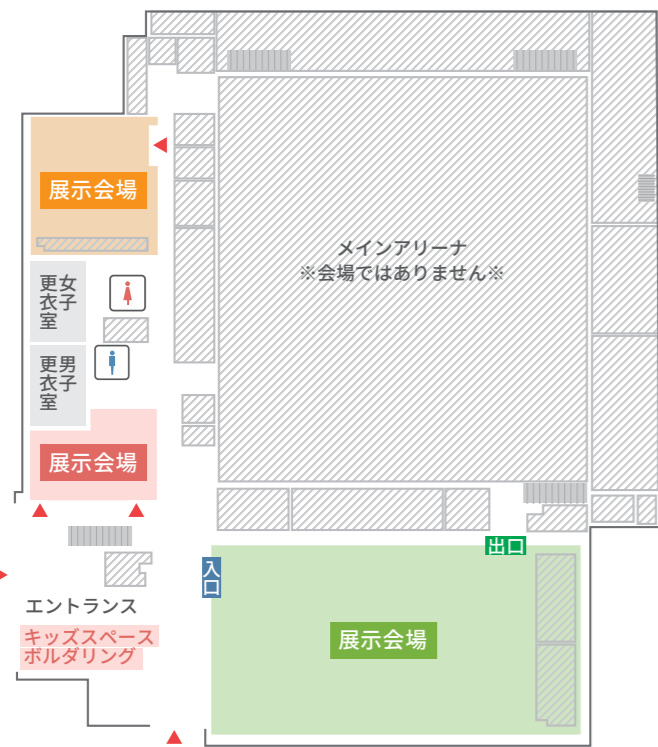 展示会場
メインアリーナ
※会場ではありません※
女子
更衣室
男子
更衣室
展示会場
出口
入口
エントランス
キッズスペース
ボルダリング
展示会場